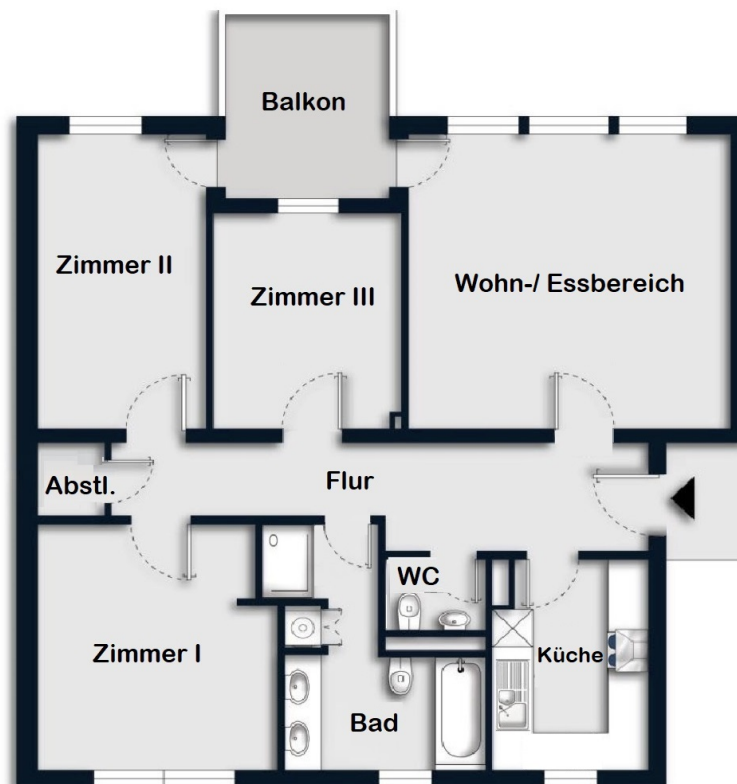 Balkon
Zimmer II
Zimmer III
Wohn-/ Essbereich
Abstl.
Flur
WC
Zimmer I
Küche
Bad